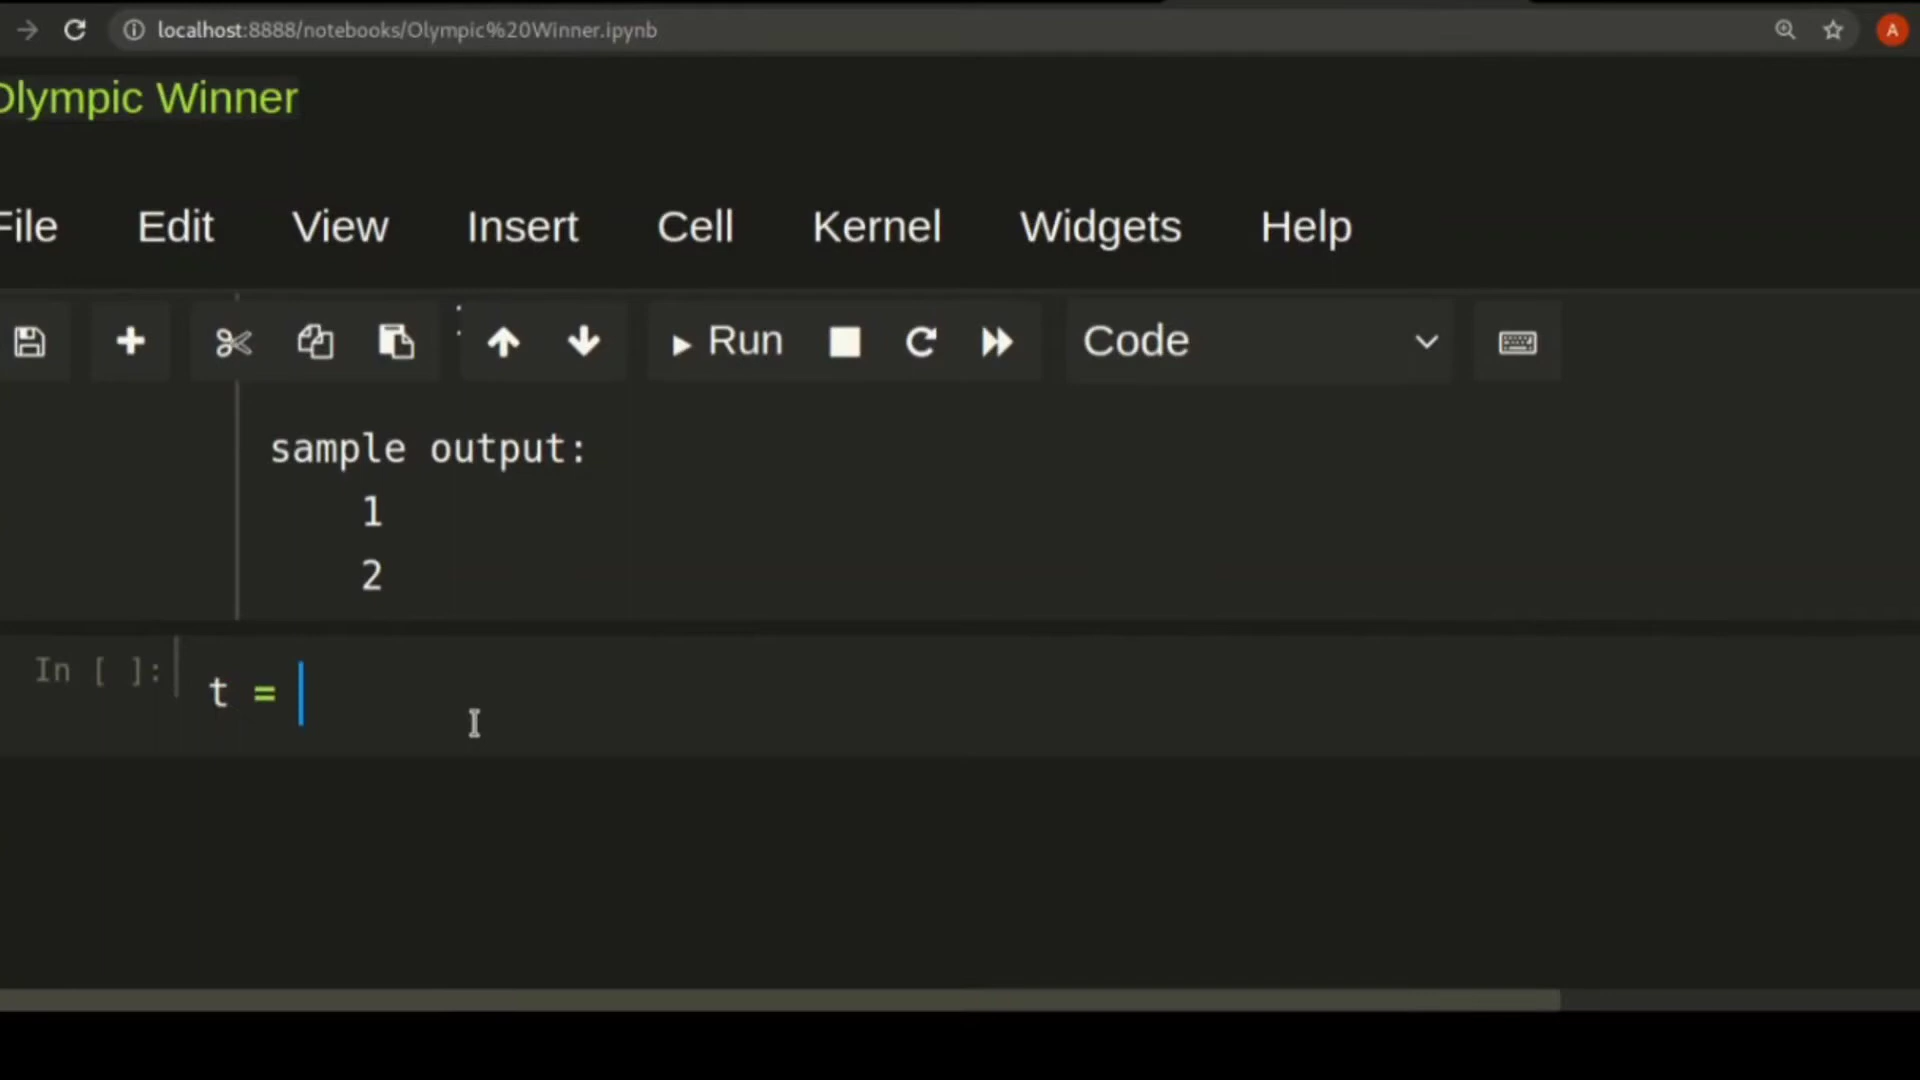 localhost:8888/notebooks/Olympic%20Winner.ipynb
A
Olympic Winner
File Edit View Insert Cell Kernel Widgets Help
Run Code
sample output:
1
2
In [ ]: t =